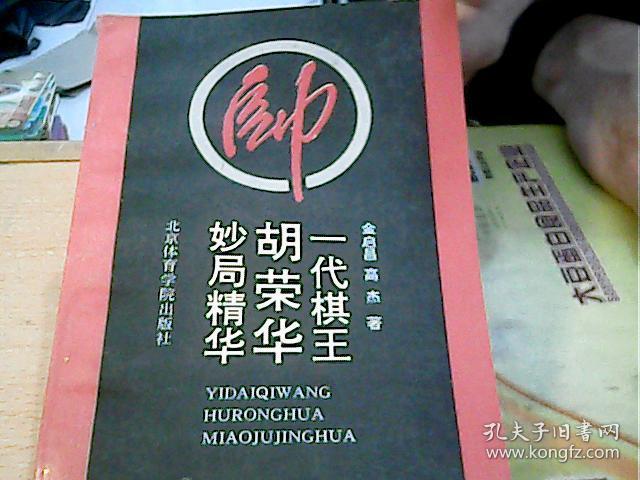 帥
金启昌 高杰 著
一代棋王
胡荣华
妙局精华
北京体育学院出版社
YIDAIQIWANG
HURONGHUA
MIAOJUJINGHUA
孔夫子旧书网
kongfz.com